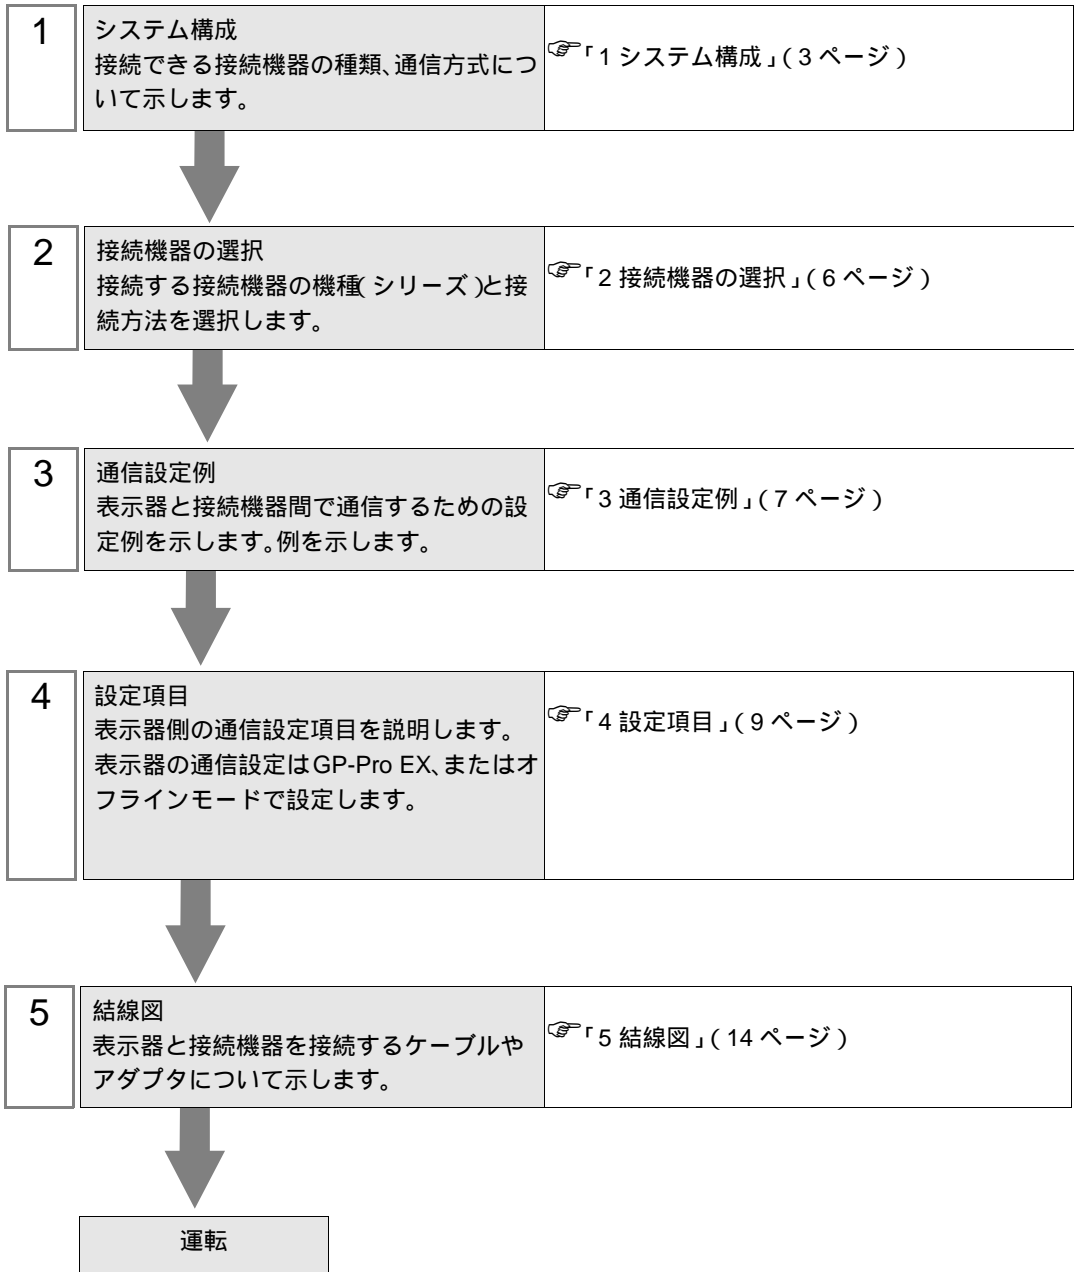 1
システム構成
接続できる接続機器の種類、通信方式につ
いて示します。
☞「1 システム構成」(3 ページ)
2
接続機器の選択
接続する接続機器の機種(シリーズ)と接
続方法を選択します。
☞「2 接続機器の選択」(6 ページ)
3
通信設定例
表示器と接続機器間で通信するための設
定例を示します。例を示します。
☞「3 通信設定例」(7 ページ)
4
設定項目
表示器側の通信設定項目を説明します。
表示器の通信設定はGP-Pro EX、またはオ
フラインモードで設定します。
☞「4 設定項目」(9 ページ)
5
結線図
表示器と接続機器を接続するケーブルや
アダプタについて示します。
☞「5 結線図」(14 ページ)
運転